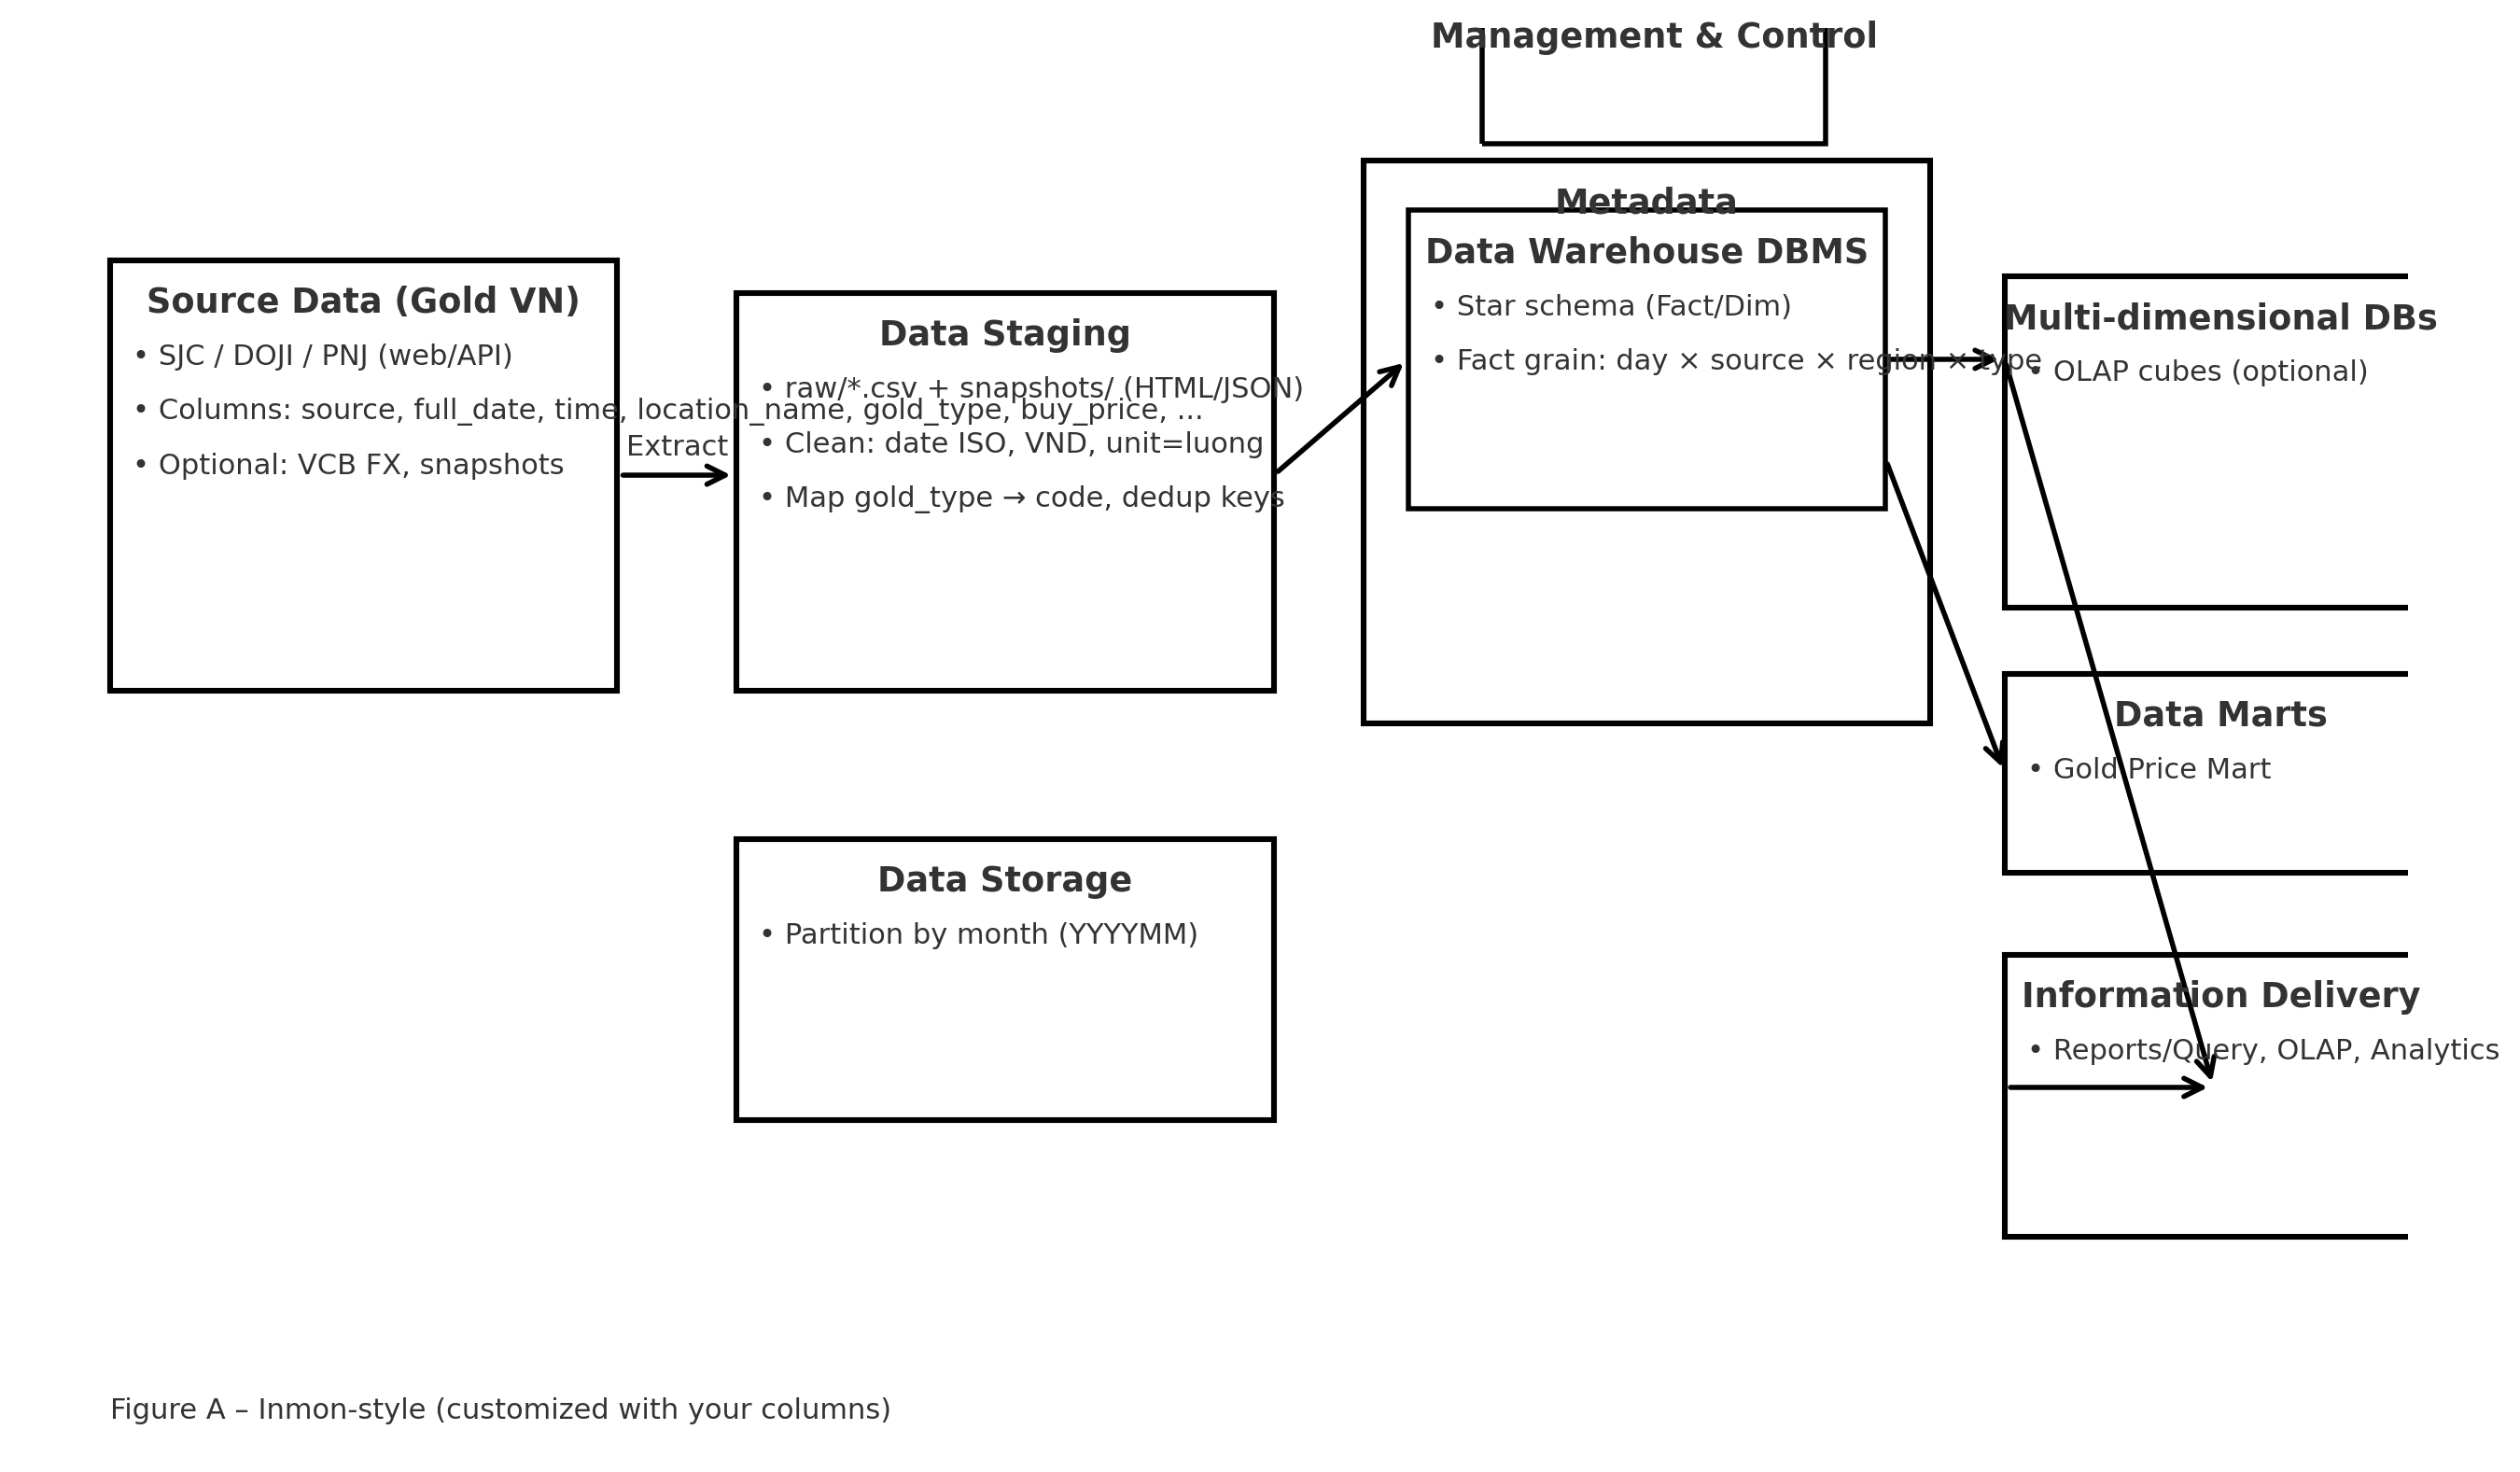 Management & Control
Metadata
Data Warehouse DBMS
• Star schema (Fact/Dim)
• Fact grain: day × source × region × type
Source Data (Gold VN)
• SJC / DOJI / PNJ (web/API)
• Columns: source, full_date, time, location_name, gold_type, buy_price, ...
• Optional: VCB FX, snapshots
Extract
Data Staging
• raw/*.csv + snapshots/ (HTML/JSON)
• Clean: date ISO, VND, unit=luong
• Map gold_type → code, dedup keys
Multi-dimensional DBs
• OLAP cubes (optional)
Data Marts
• Gold Price Mart
Data Storage
• Partition by month (YYYYMM)
Information Delivery
• Reports/Query, OLAP, Analytics
Figure A – Inmon-style (customized with your columns)